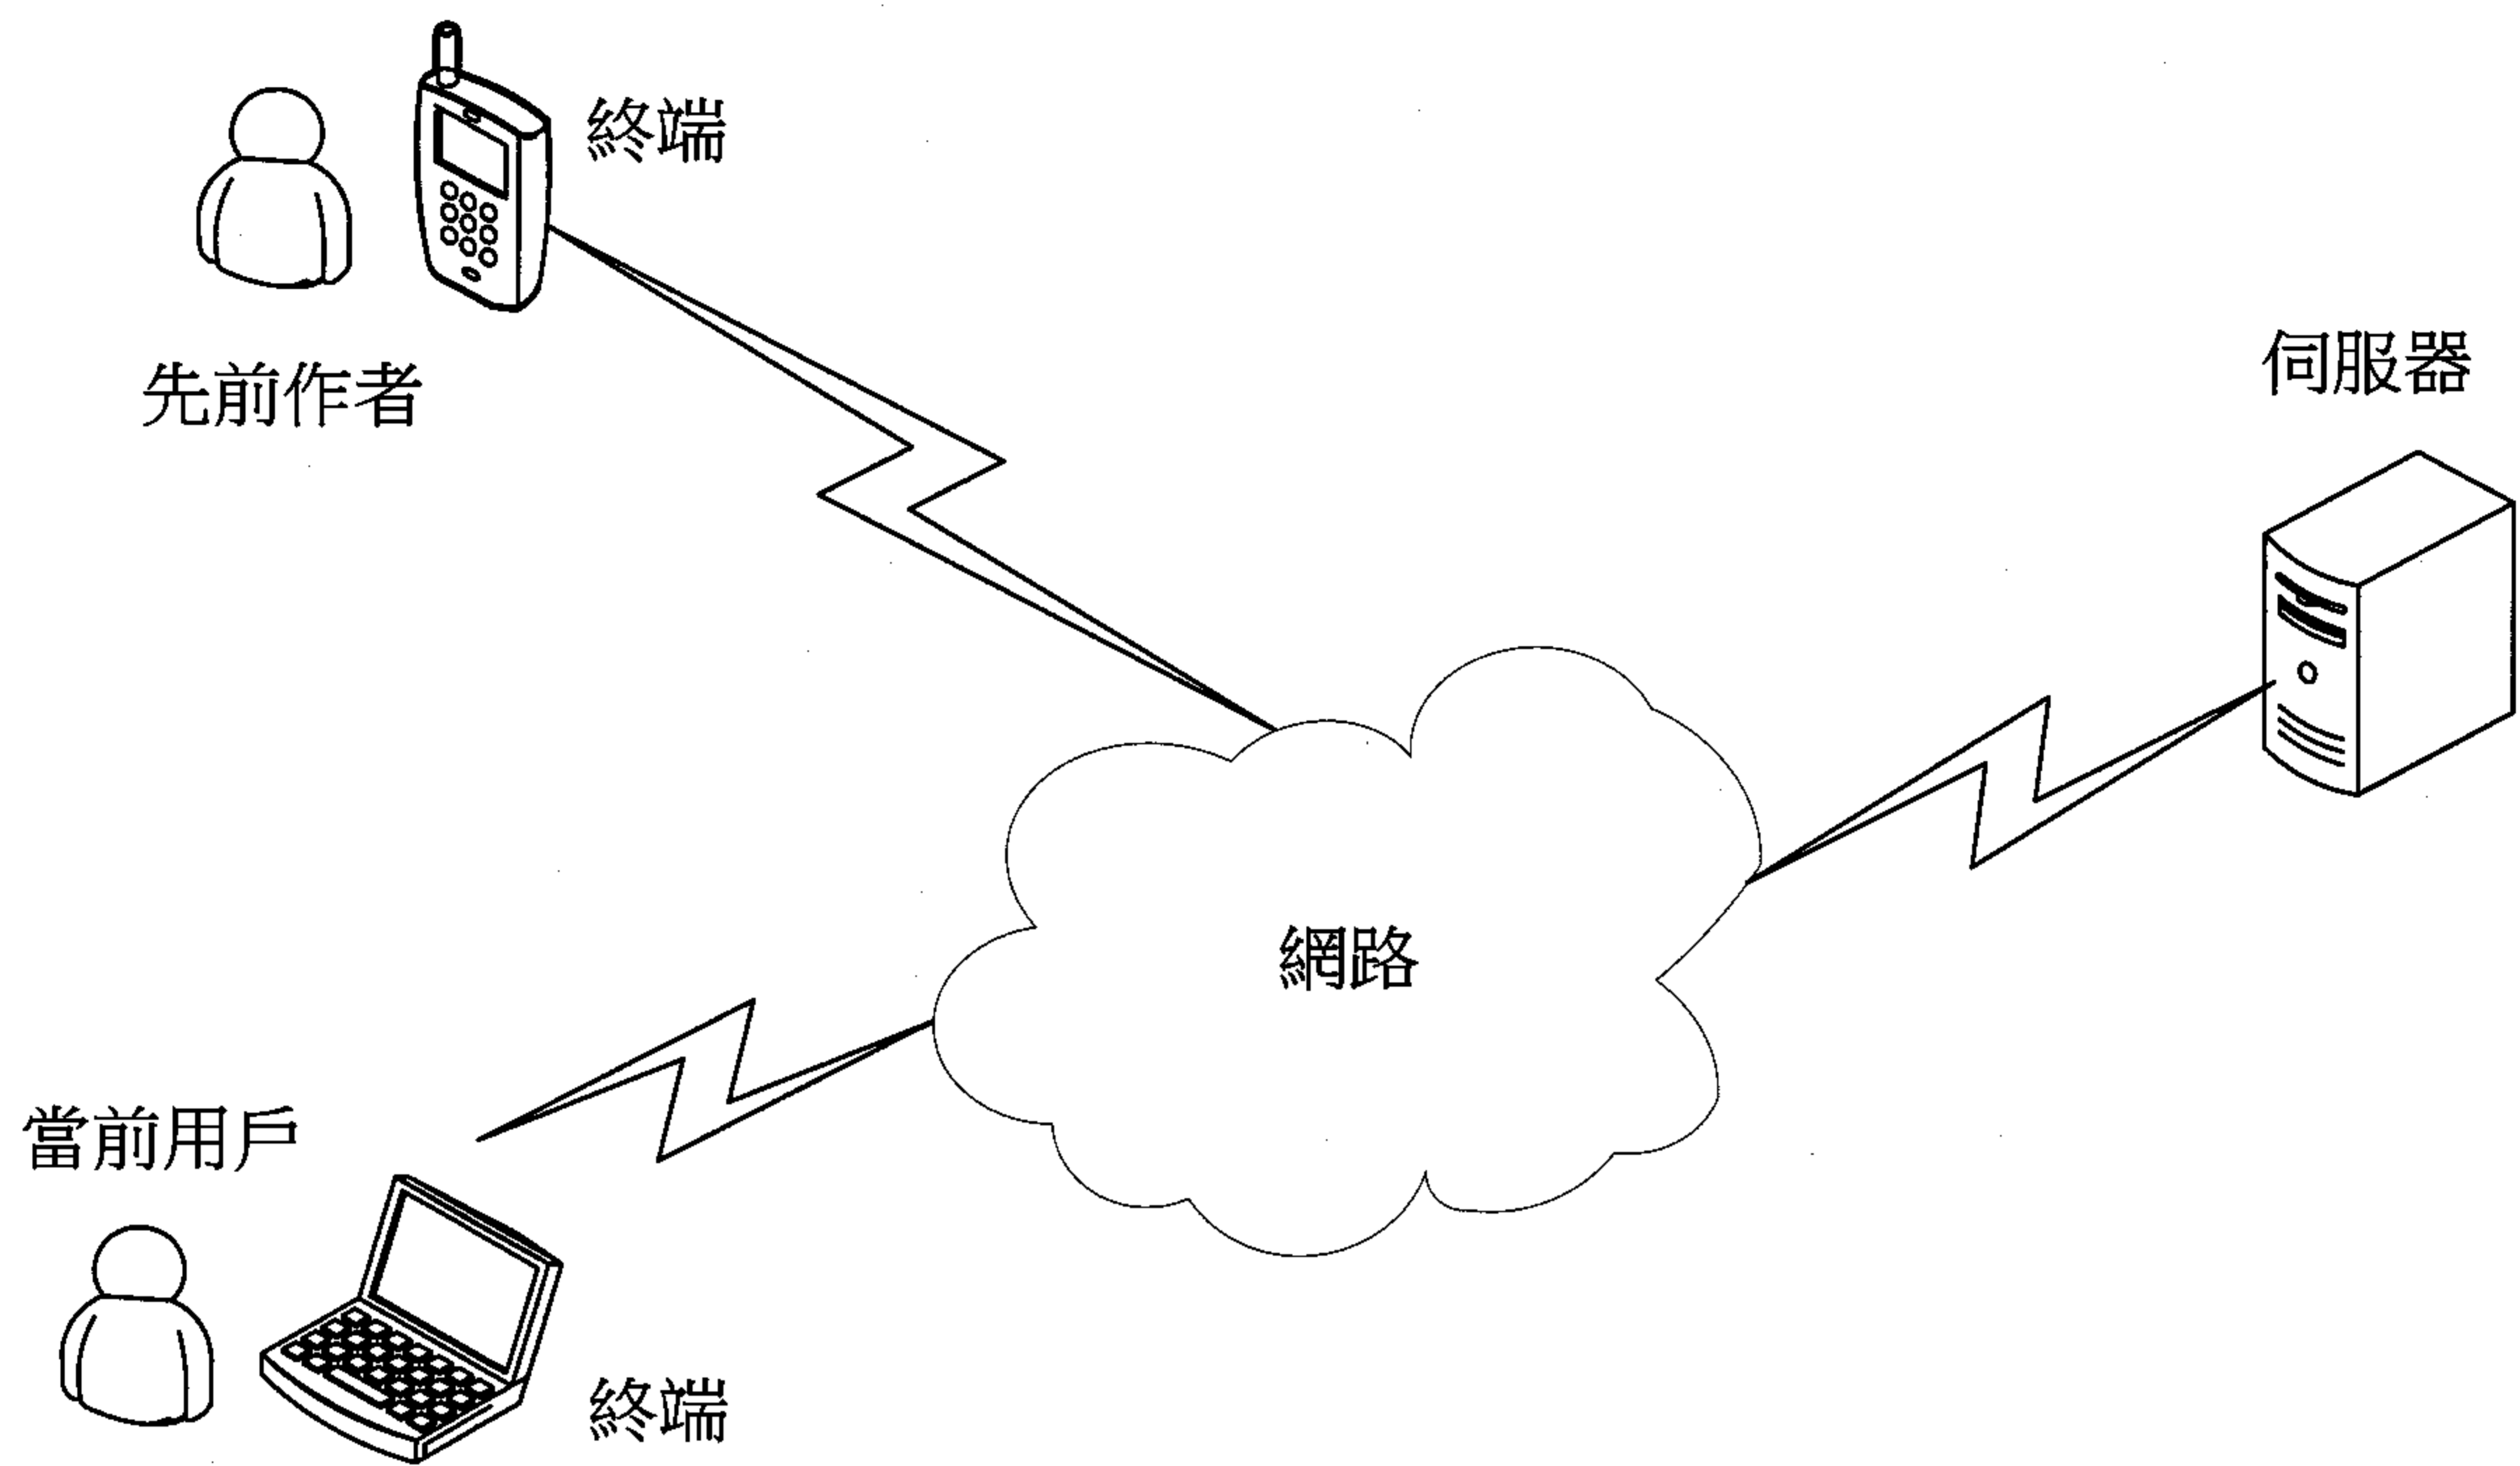 終端
先前作者
伺服器
網路
當前用戶
終端